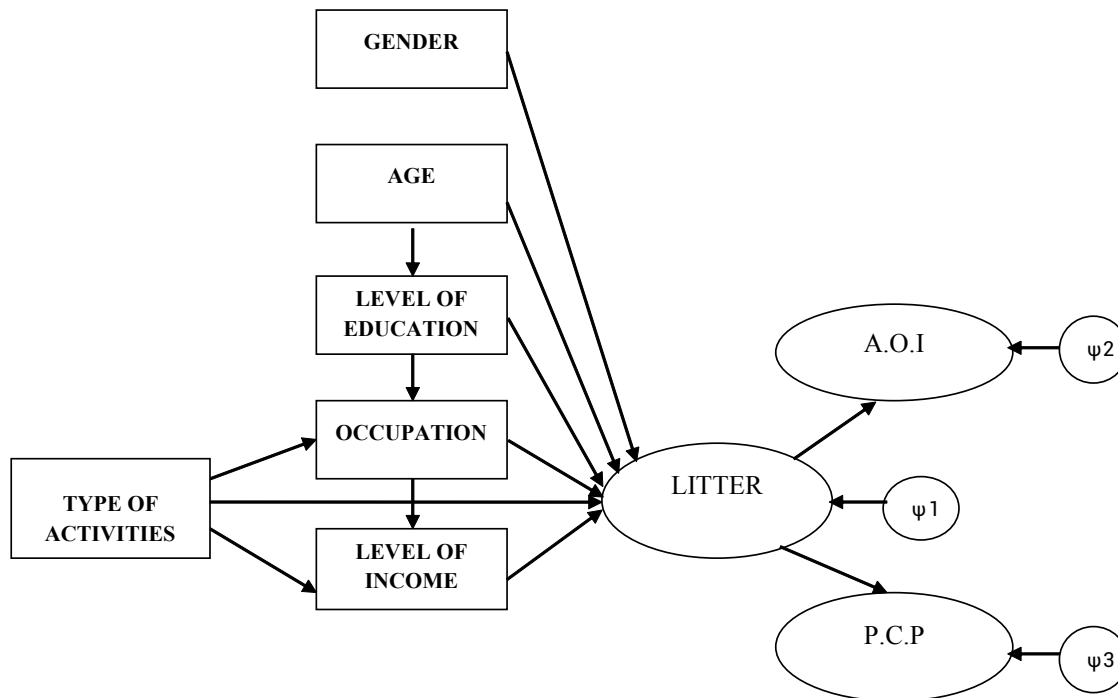 GENDER
AGE
LEVEL OF
EDUCATION
OCCUPATION
TYPE OF
ACTIVITIES
LEVEL OF
INCOME
LITTER
A.O.I
ψ2
ψ1
P.C.P
ψ3